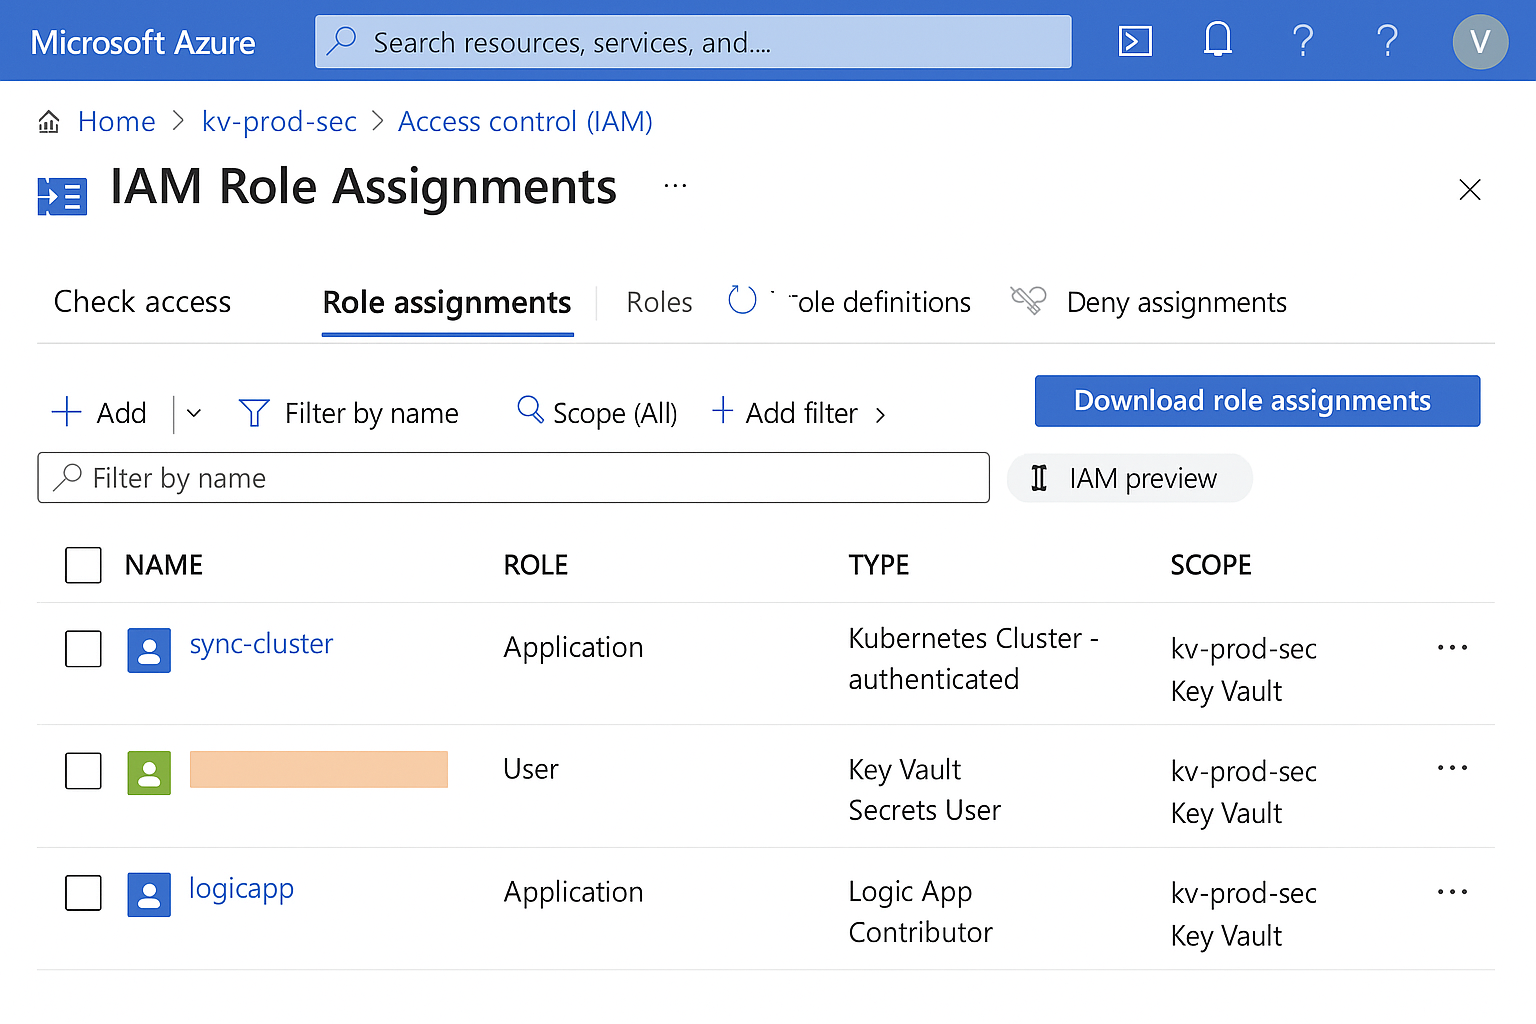 Microsoft Azure
Search resources, services, and....
V
Home > kv-prod-sec > Access control (IAM)
IAM Role Assignments ...
Check access Role assignments Roles definitions Deny assignments
+ Add Filter by name Scope (All) + Add filter >
Download role assignments
Filter by name
IAM preview
NAME ROLE TYPE SCOPE
sync-cluster Application Kubernetes Cluster - kv-prod-sec
authenticated Key Vault
User Key Vault kv-prod-sec
Secrets User Key Vault
logicapp Application Logic App kv-prod-sec
Contributor Key Vault